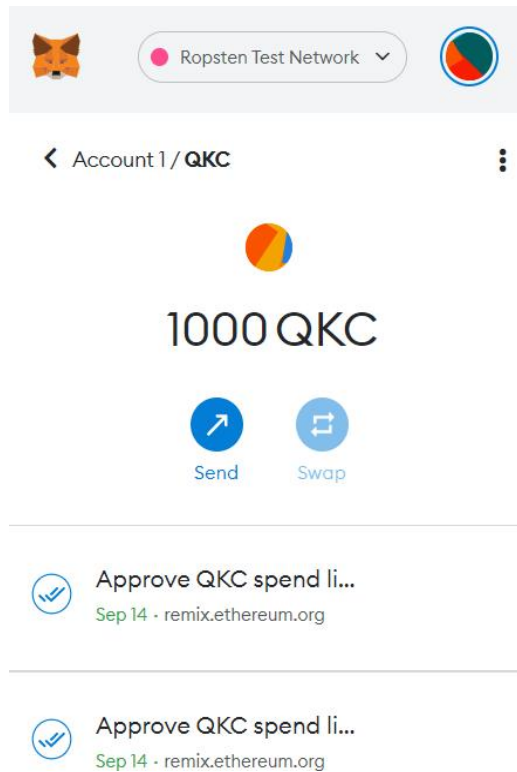 Ropsten Test Network
Account 1 / QKC
1000 QKC
Send Swap
Approve QKC spend li...
Sep 14 · remix.ethereum.org
Approve QKC spend li...
Sep 14 · remix.ethereum.org